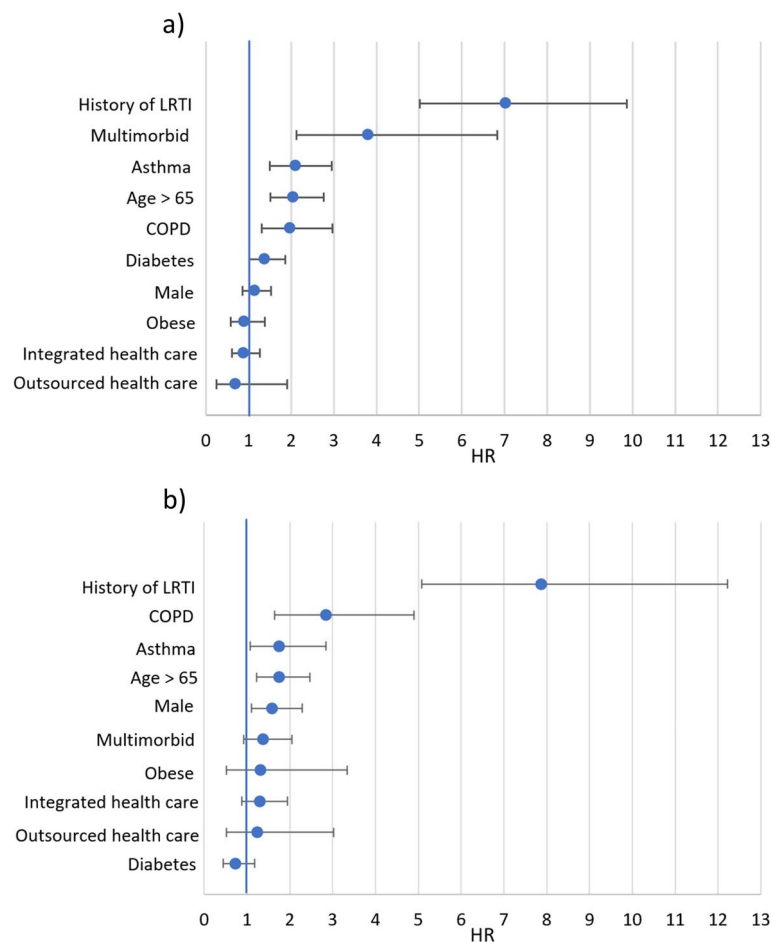 a)
History of LRTI
Multimorbid
Asthma
Age > 65
COPD
Diabetes
Male
Obese
Integrated health care
Outsourced health care
0 1 2 3 4 5 6 7 8 9 10 11 12 13
HR
b)
History of LRTI
COPD
Asthma
Age > 65
Male
Multimorbid
Obese
Integrated health care
Outsourced health care
Diabetes
0 1 2 3 4 5 6 7 8 9 10 11 12 13
HR